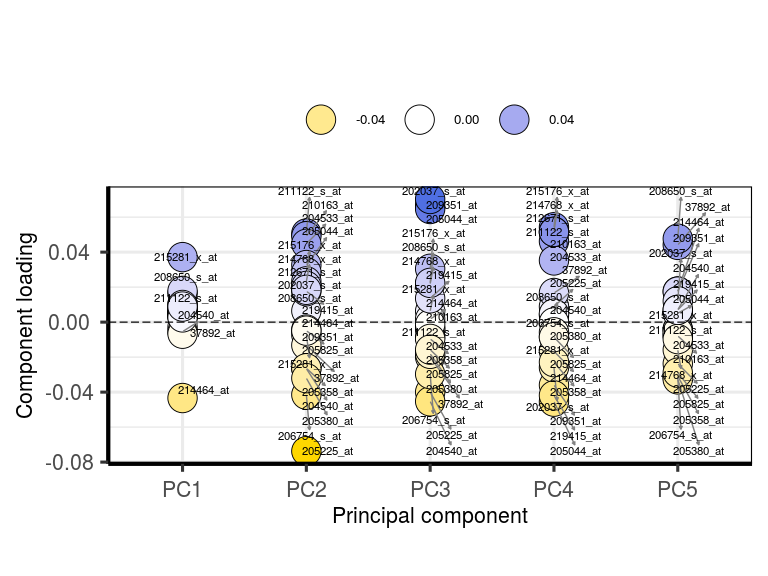 -0.04 0.00 0.04
Component loading
0.04
0.00
-0.04
-0.08
215281_x_at
208650_s_at
211122_s_at
204540_at
37892_at
214464_at
211122_s_at
210163_at
204533_at
205044_at
215176_x_at
214768_x_at
212671_s_at
202037_s_at
208650_s_at
219415_at
214464_at
209351_at
205825_at
215281_x_at
37892_at
205358_at
204540_at
205380_at
206754_s_at
205225_at
202037_s_at
209351_at
205044_at
215176_x_at
208650_s_at
214768_x_at
219415_at
215281_x_at
214464_at
210163_at
211122_s_at
204533_at
205358_at
205825_at
205380_at
37892_at
206754_s_at
205225_at
204540_at
215176_x_at
214768_x_at
212671_s_at
211122_s_at
210163_at
204533_at
37892_at
205225_at
208650_s_at
204540_at
206754_s_at
205380_at
215281_x_at
205825_at
214464_at
205358_at
202037_s_at
209351_at
219415_at
205044_at
208650_s_at
37892_at
214464_at
209351_at
202037_s_at
204540_at
219415_at
205044_at
215281_x_at
211122_s_at
204533_at
210163_at
214768_x_at
205225_at
205825_at
205358_at
206754_s_at
205380_at
PC1 PC2 PC3 PC4 PC5
Principal component